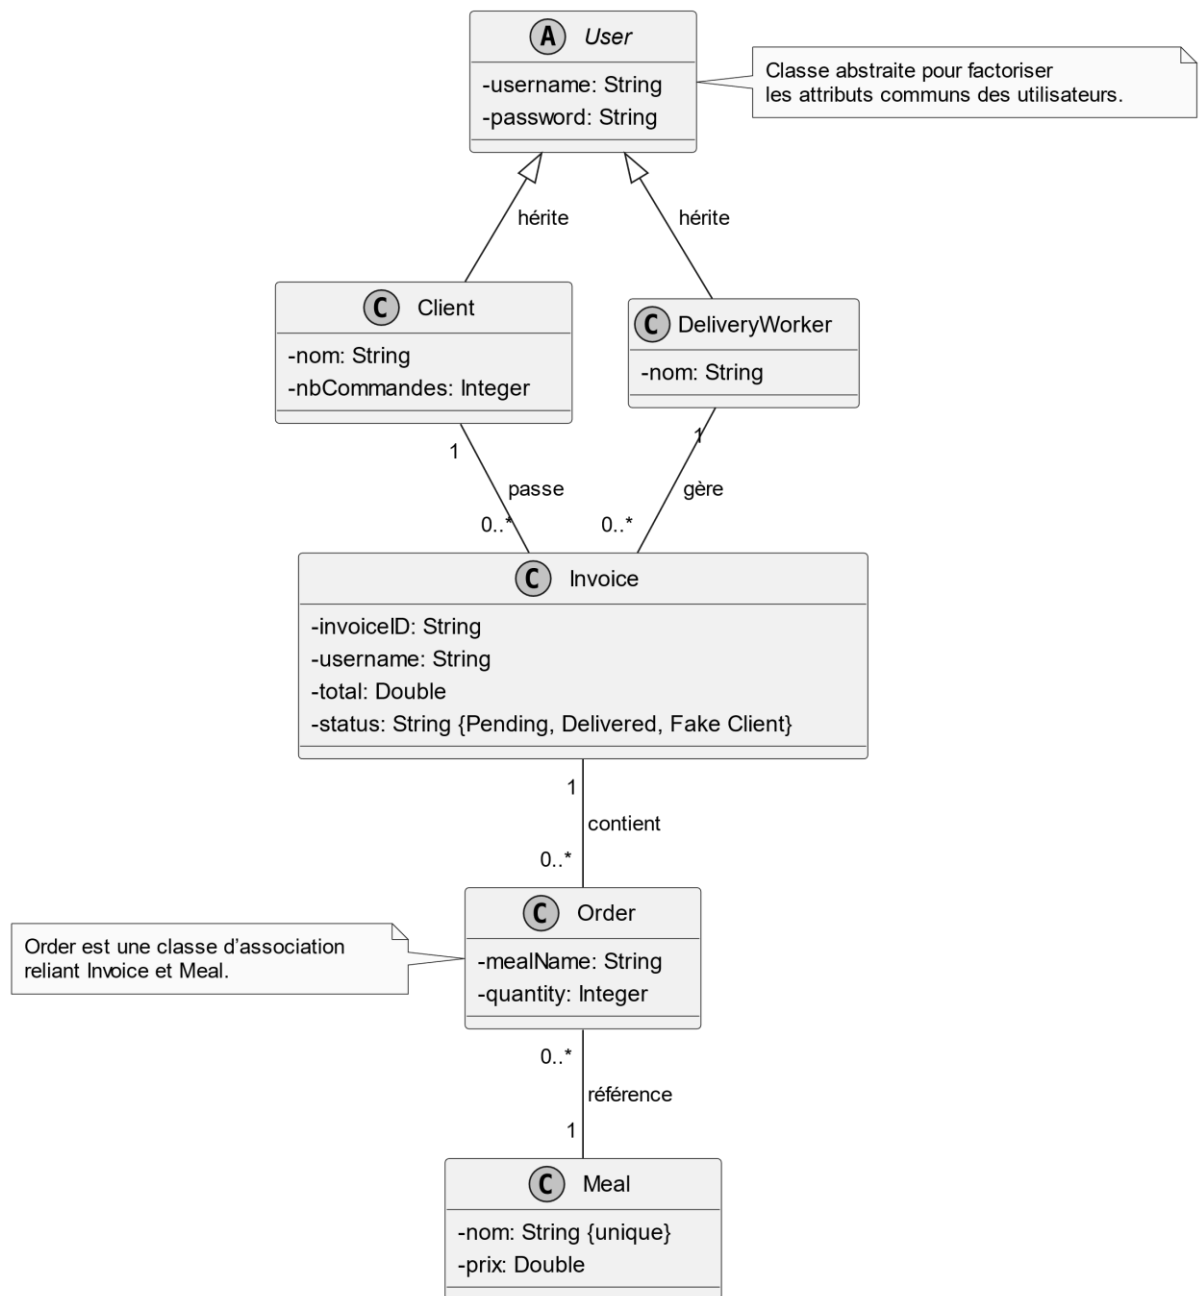 A User
-username: String
-password: String
Classe abstraite pour factoriser
les attributs communs des utilisateurs.
hérite
hérite
C Client
-nom: String
-nbCommandes: Integer
C DeliveryWorker
-nom: String
1
1
passe
gère
0..*
0..*
C Invoice
-invoiceID: String
-username: String
-total: Double
-status: String {Pending, Delivered, Fake Client}
1
contient
0..*
C Order
-mealName: String
-quantity: Integer
Order est une classe d’association
reliant Invoice et Meal.
0..*
référence
1
C Meal
-nom: String {unique}
-prix: Double